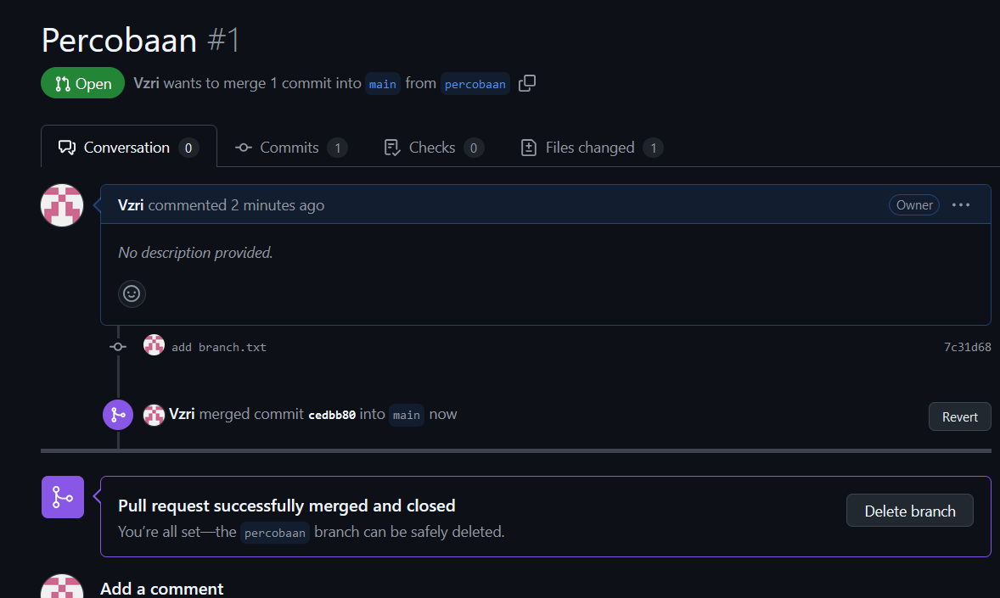 Percobaan #1
Open Vzri wants to merge 1 commit into main from percobaan
Conversation 0 Commits 1 Checks 0 Files changed 1
Vzri commented 2 minutes ago Owner ...
No description provided.
add branch.txt 7c31d68
Vzri merged commit cedbb80 into main now Revert
Pull request successfully merged and closed
You’re all set—the percobaan branch can be safely deleted.
Delete branch
Add a comment